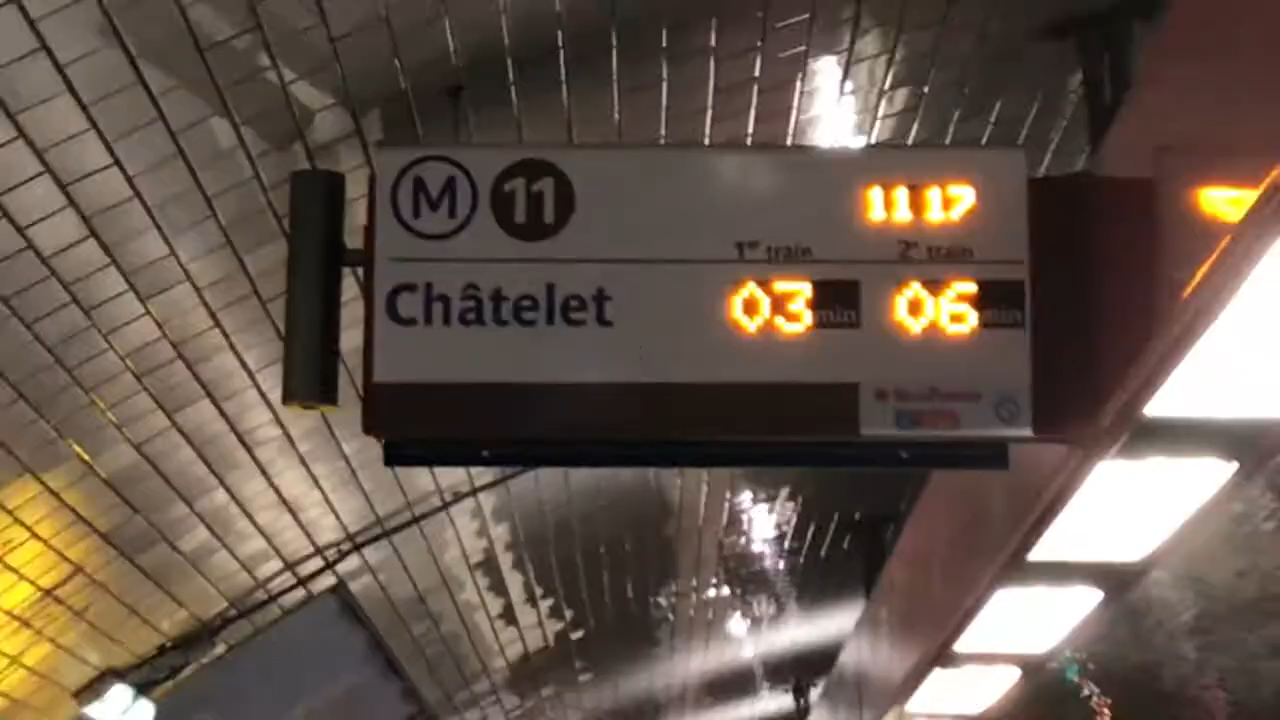 M 11 11 17
1er train 2e train
Châtelet 03 min 06 min